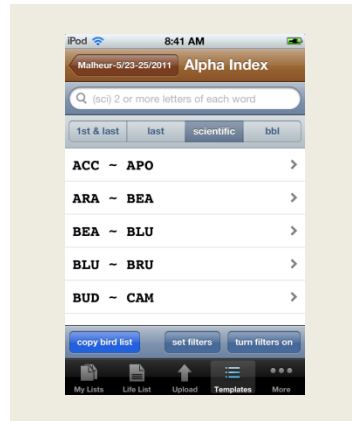 iPod 8:41 AM
Malheur-5/23-25/2011 Alpha Index
(sci) 2 or more letters of each word
1st & last last scientific bbl
ACC ~ APO
ARA ~ BEA
BEA ~ BLU
BLU ~ BRU
BUD ~ CAM
copy bird list set filters turn filters on
My Lists Life List Upload Templates More